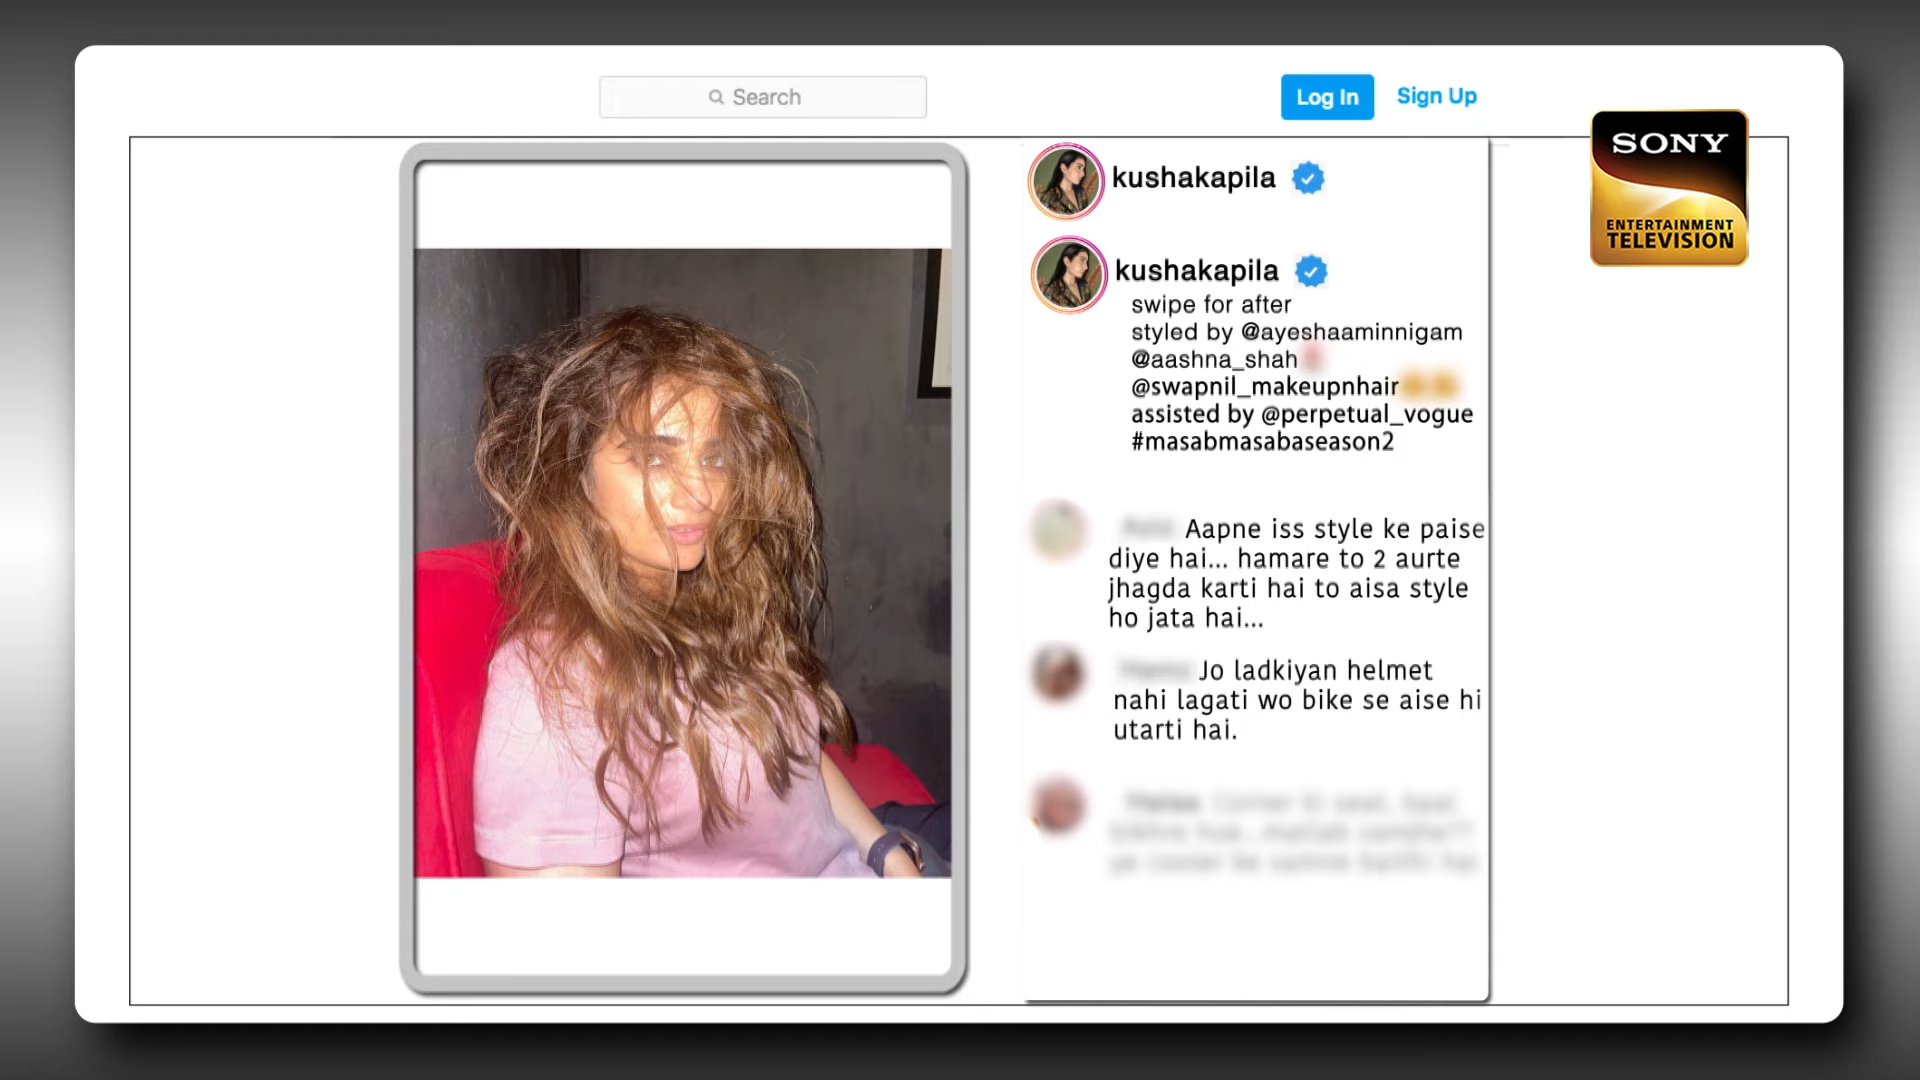 Search
Log In
Sign Up
SONY
ENTERTAINMENT
TELEVISION
kushakapila
kushakapila
swipe for after
styled by @ayeshaaminnigam
@aashna_shah
@swapnil_makeupnhair
assisted by @perpetual_vogue
#masabmasabaseason2
Aapne iss style ke paise
diye hai... hamare to 2 aurte
jhagda karti hai to aisa style
ho jata hai...
Jo ladkiyan helmet
nahi lagati wo bike se aise hi
utarti hai.